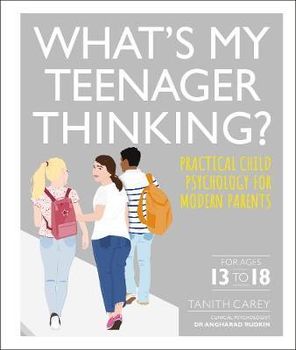 WHAT'S MY
TEENAGER
THINKING?
PRACTICAL CHILD
PSYCHOLOGY FOR
MODERN PARENTS
FOR AGES
13 TO 18
TANITH CAREY
CLINICAL PSYCHOLOGIST
DR ANGHARAD RUDKIN